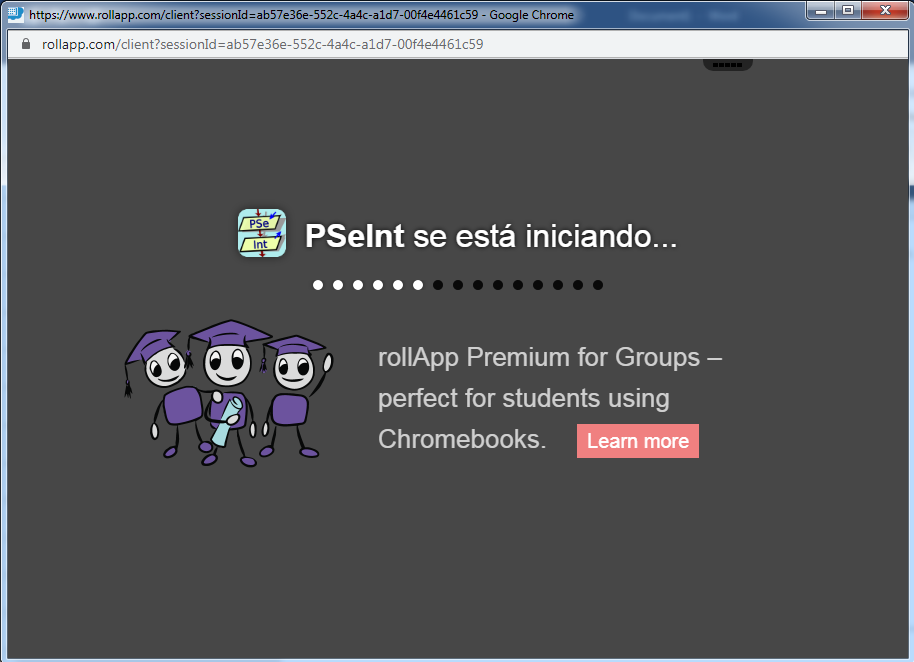 https://www.rollapp.com/client?sessionId=ab57e36e-552c-4a4c-a1d7-00f4e4461c59 - Google Chrome
rollapp.com/client?sessionId=ab57e36e-552c-4a4c-a1d7-00f4e4461c59
PSe
Int
PSeInt se está iniciando...
rollApp Premium for Groups –
perfect for students using
Chromebooks. Learn more